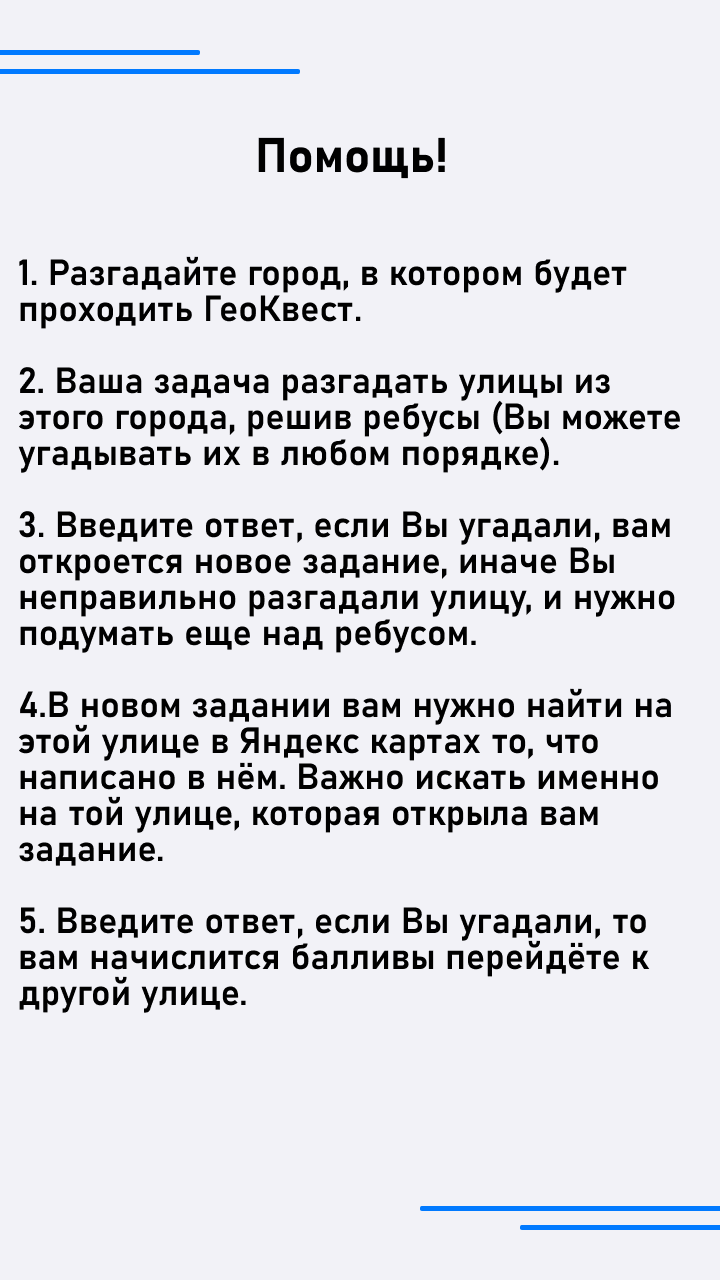 Помощь!
1. Разгадайте город, в котором будет
проходить ГеоКвест.
2. Ваша задача разгадать улицы из
этого города, решив ребусы (Вы можете
угадывать их в любом порядке).
3. Введите ответ, если Вы угадали, вам
откроется новое задание, иначе Вы
неправильно разгадали улицу, и нужно
подумать еще над ребусом.
4.В новом задании вам нужно найти на
этой улице в Яндекс картах то, что
написано в нём. Важно искать именно
на той улице, которая открыла вам
задание.
5. Введите ответ, если Вы угадали, то
вам начислится балливы перейдёте к
другой улице.